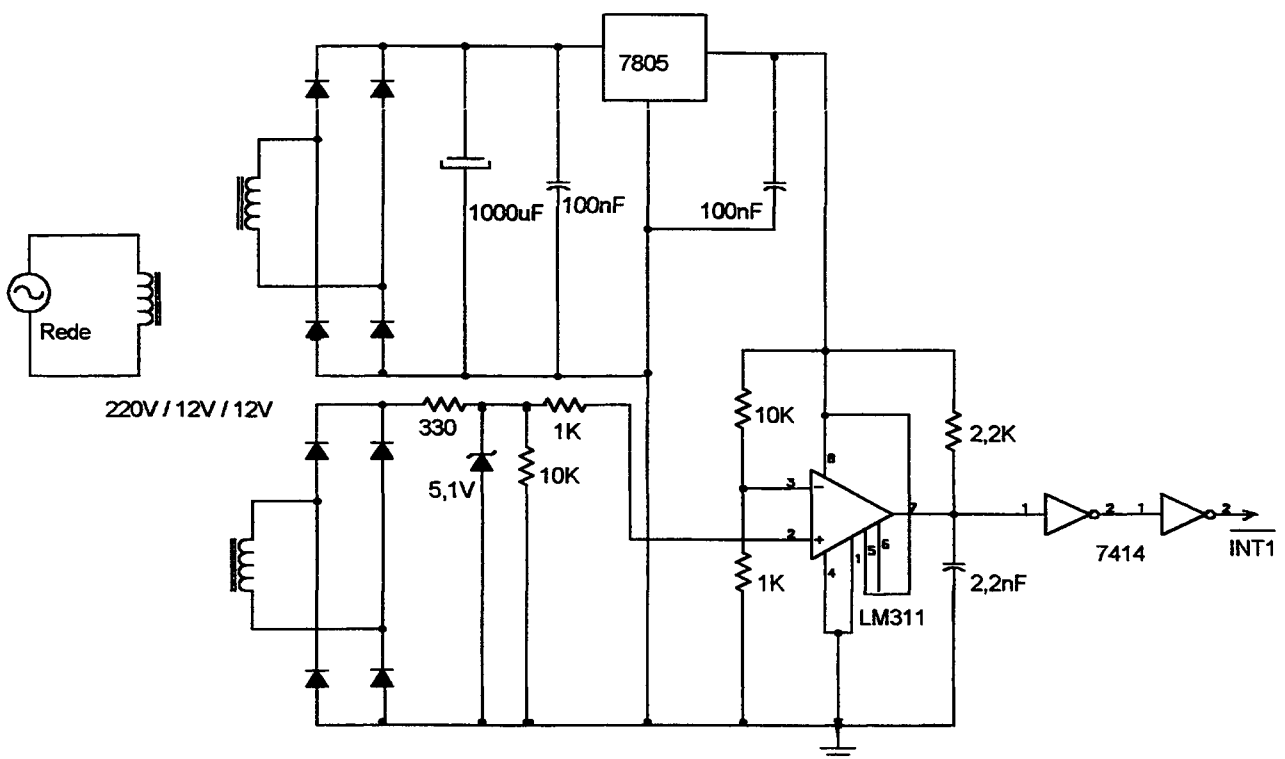 7805
1000uF
100nF
100nF
Rede
220V / 12V / 12V
330
1K
5,1V
10K
10K
2,2K
8
3
-
2
+
7
1
5
6
4
1K
LM311
1
2
1
2
7414
INT1
2,2nF